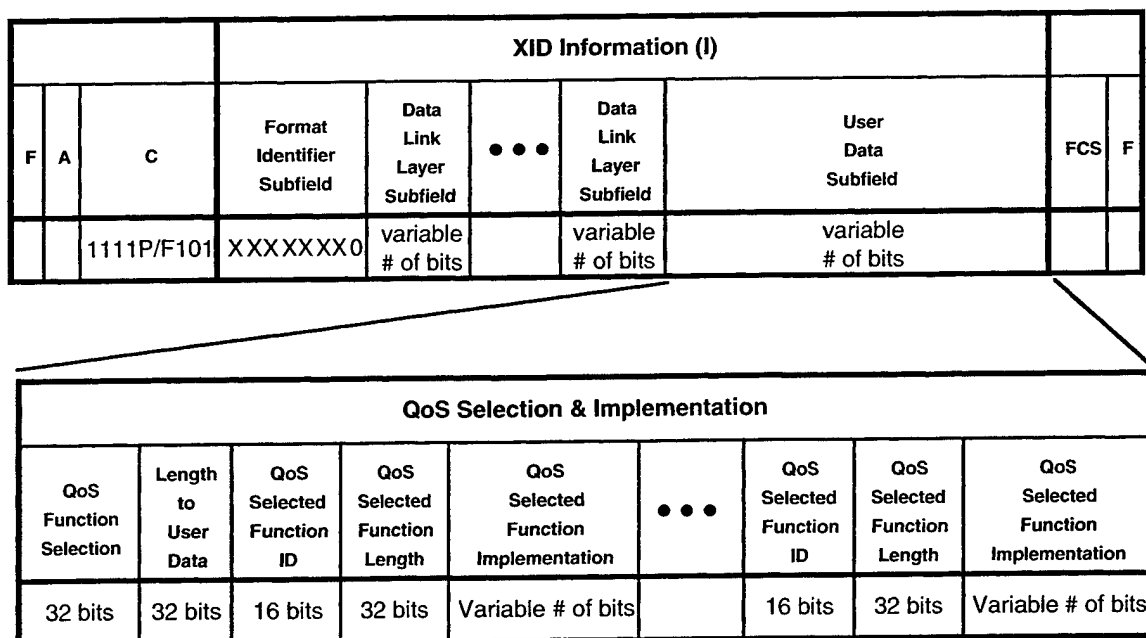 XID Information (I)
F
A
C
Format
Identifier
Subfield
Data
Link
Layer
Subfield
● ● ●
Data
Link
Layer
Subfield
User
Data
Subfield
FCS
F
1111P/F101
XXXXXXX0
variable
# of bits
variable
# of bits
variable
# of bits
QoS Selection & Implementation
QoS
Function
Selection
Length
to
User
Data
QoS
Selected
Function
ID
QoS
Selected
Function
Length
QoS
Selected
Function
Implementation
● ● ●
QoS
Selected
Function
ID
QoS
Selected
Function
Length
QoS
Selected
Function
Implementation
32 bits
32 bits
16 bits
32 bits
Variable # of bits
16 bits
32 bits
Variable # of bits